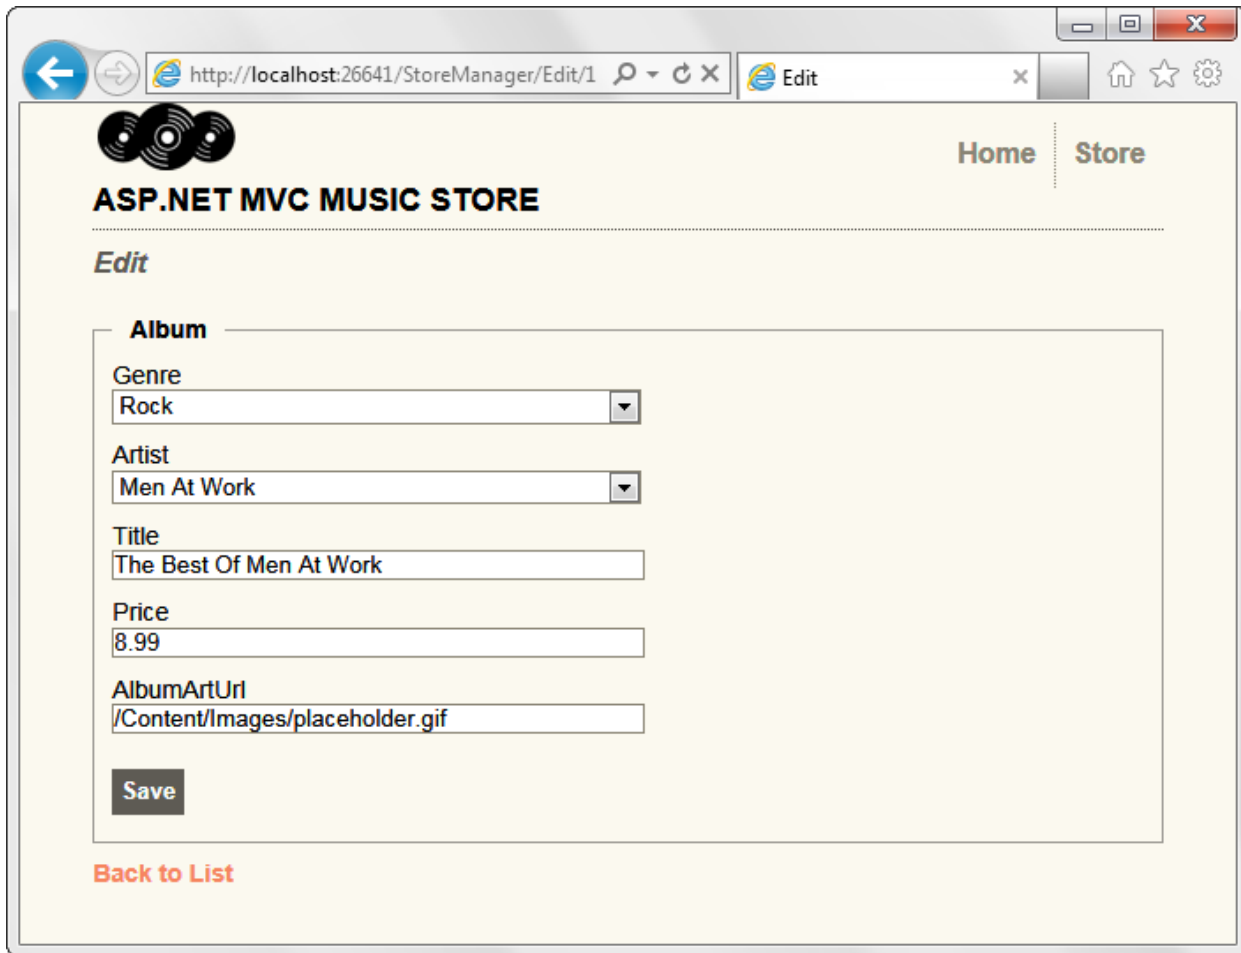 http://localhost:26641/StoreManager/Edit/1
Edit
Home
Store
ASP.NET MVC MUSIC STORE
Edit
Album
Genre
Rock
Artist
Men At Work
Title
The Best Of Men At Work
Price
8.99
AlbumArtUrl
/Content/Images/placeholder.gif
Save
Back to List